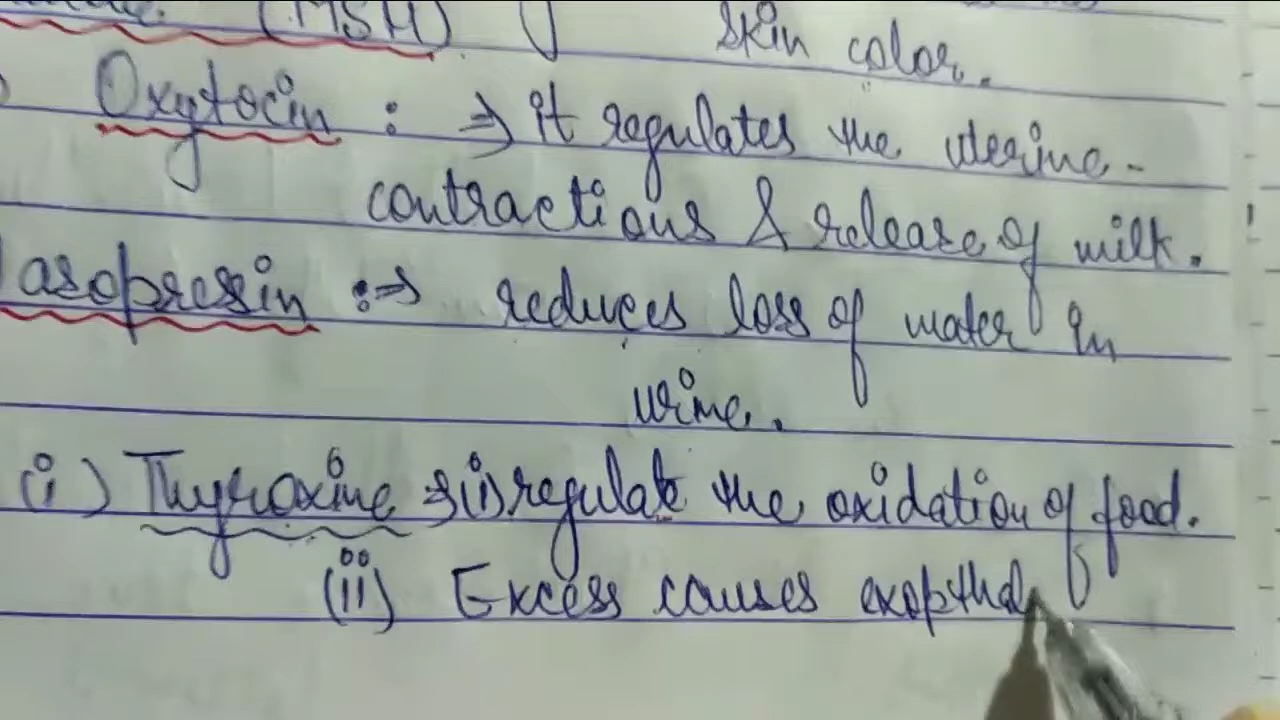 (MSH) skin color.
Oxytocin : ⇒ it regulates the uterine
contractions & release of milk.
Vasopressin :⇒ reduces loss of water in
urine.
(i) Thyroxine ⇒(i) regulate the oxidation of food.
(ii) Excess causes exopthal